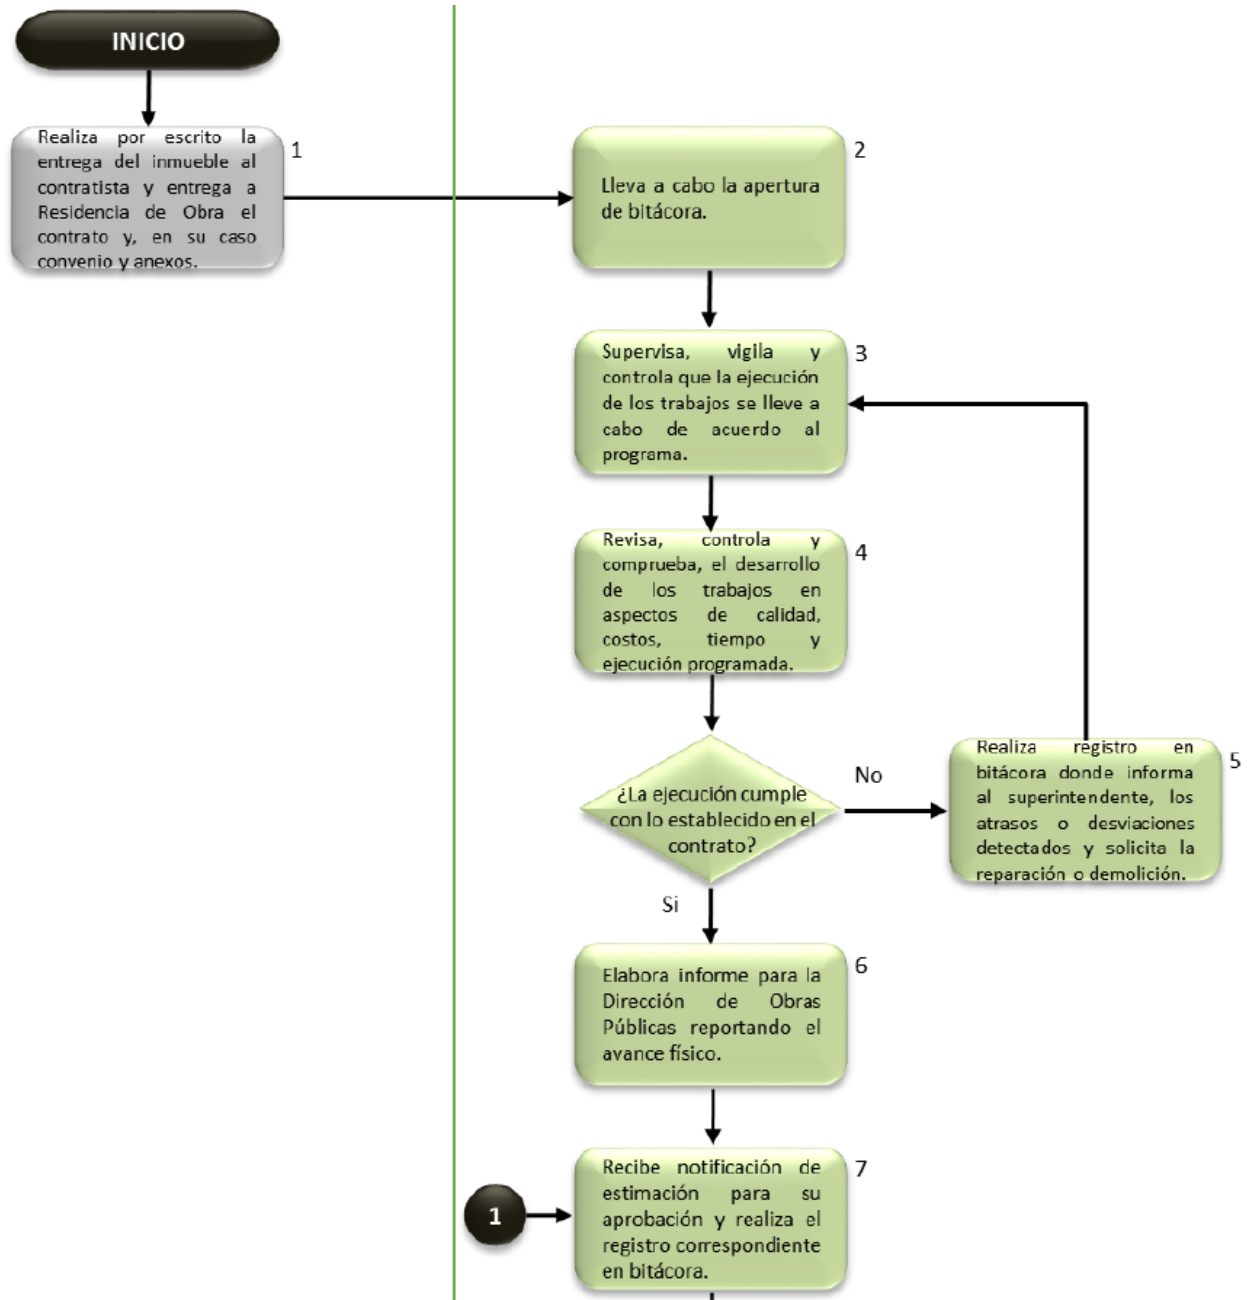 INICIO
Realiza por escrito la
entrega del inmueble al
contratista y entrega a
Residencia de Obra el
contrato y, en su caso
convenio y anexos.
1
Lleva a cabo la apertura
de bitácora.
2
Supervisa, vigila y
controla que la ejecución
de los trabajos se lleve a
cabo de acuerdo al
programa.
3
Revisa, controla y
comprueba, el desarrollo
de los trabajos en
aspectos de calidad,
costos, tiempo y
ejecución programada.
4
¿La ejecución cumple
con lo establecido en el
contrato?
No
Realiza registro en
bitácora donde informa
al superintendente, los
atrasos o desviaciones
detectados y solicita la
reparación o demolición.
5
Si
Elabora informe para la
Dirección de Obras
Públicas reportando el
avance físico.
6
1
Recibe notificación de
estimación para su
aprobación y realiza el
registro correspondiente
en bitácora.
7